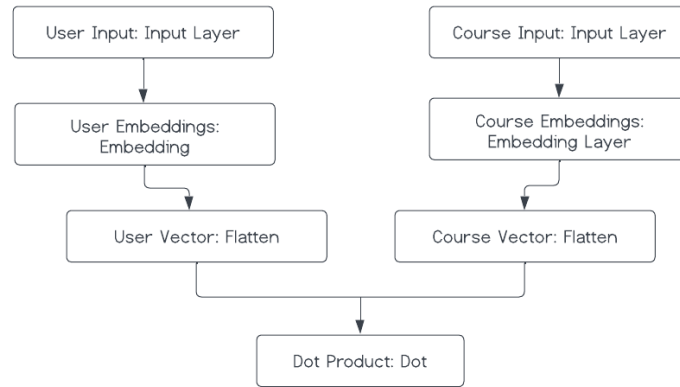 User Input: Input Layer
Course Input: Input Layer
User Embeddings:
Embedding
Course Embeddings:
Embedding Layer
User Vector: Flatten
Course Vector: Flatten
Dot Product: Dot